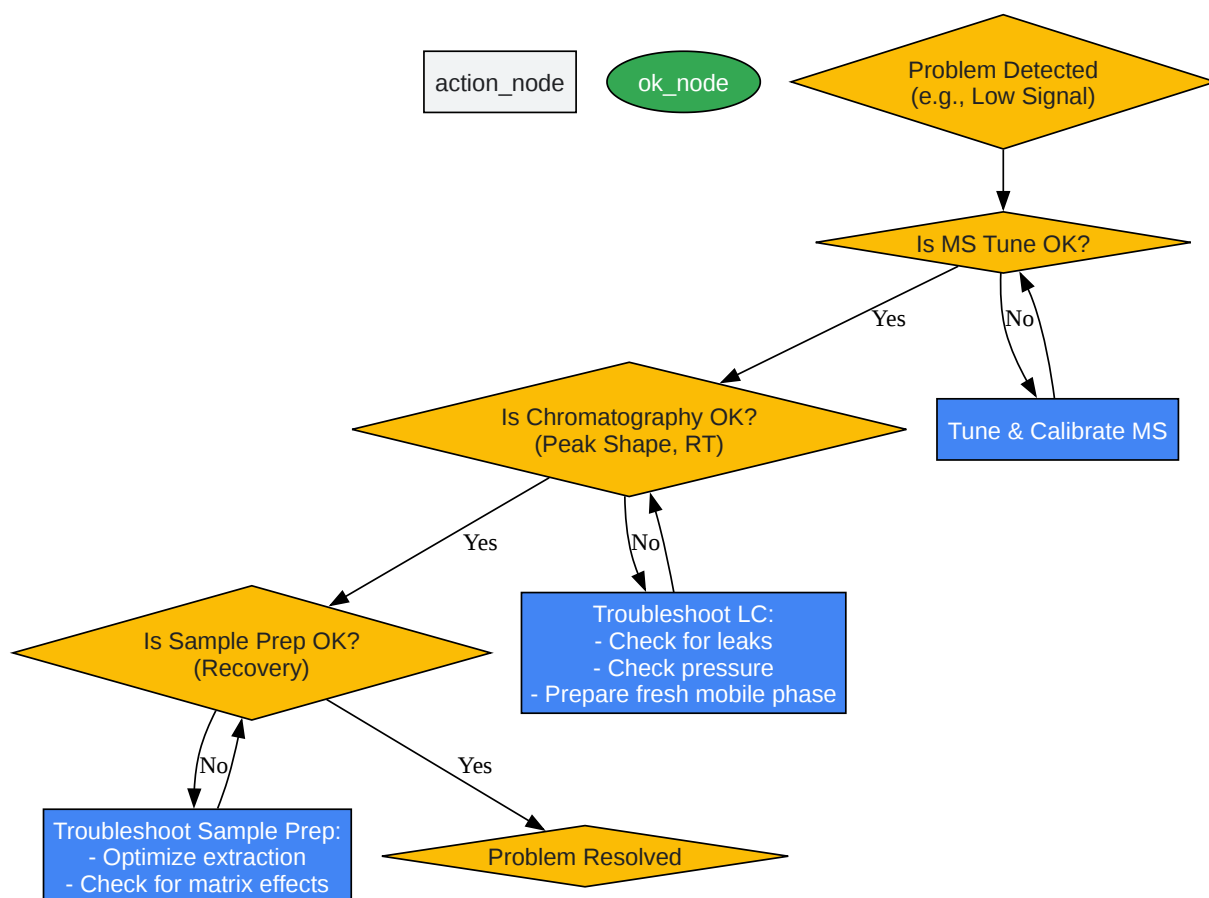 action_node
ok_node
Problem Detected
(e.g., Low Signal)
Is MS Tune OK?
Yes
No
Is Chromatography OK?
(Peak Shape, RT)
Tune & Calibrate MS
Yes
No
Is Sample Prep OK?
(Recovery)
Troubleshoot LC:
- Check for leaks
- Check pressure
- Prepare fresh mobile phase
No
Yes
Troubleshoot Sample Prep:
- Optimize extraction
- Check for matrix effects
Problem Resolved